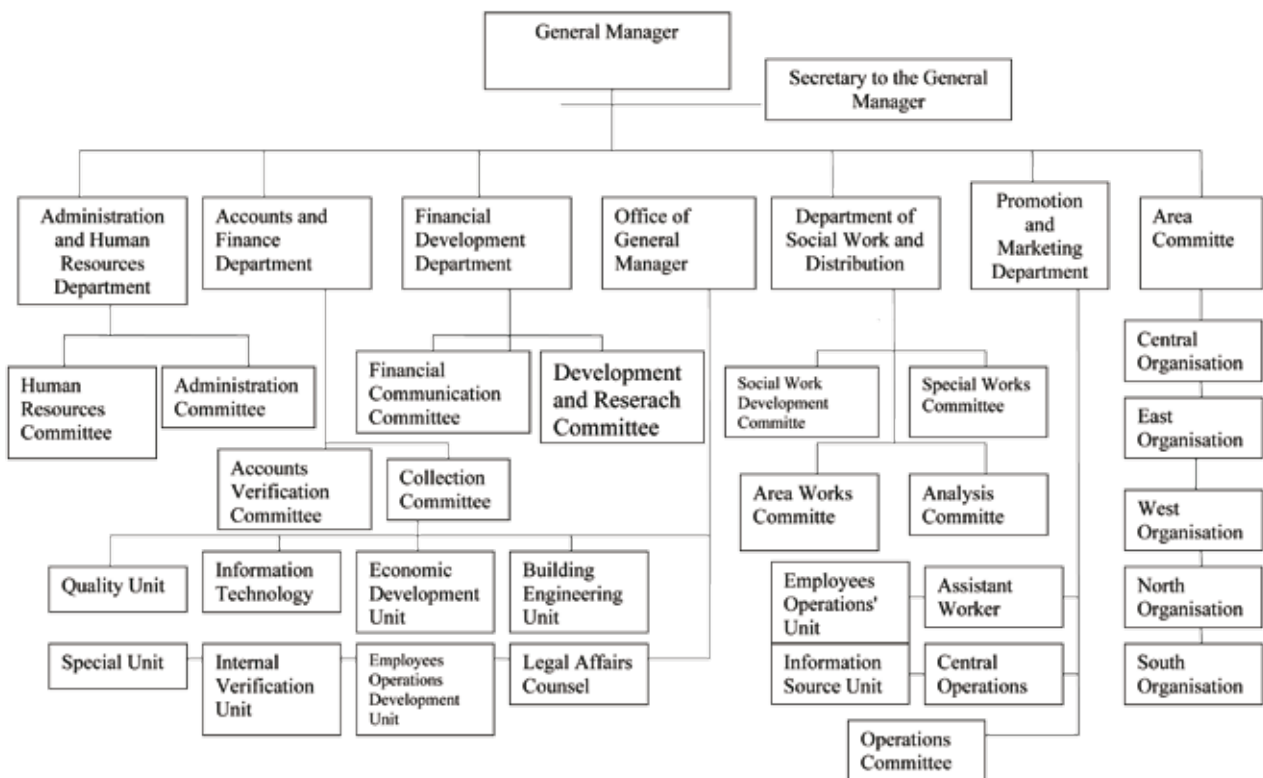 General Manager
Secretary to the General
Manager
Administration
and Human
Resources
Department
Accounts and
Finance
Department
Financial
Development
Department
Office of
General
Manager
Department of
Social Work and
Distribution
Promotion
and
Marketing
Department
Area
Committe
Human
Resources
Committee
Administration
Committee
Financial
Communication
Committee
Development
and Reserach
Committee
Social Work
Development
Committe
Special Works
Committee
Central
Organisation
East
Organisation
Accounts
Verification
Committee
Collection
Committee
Area Works
Committe
Analysis
Committe
West
Organisation
Quality Unit
Information
Technology
Economic
Development
Unit
Building
Engineering
Unit
Employees
Operations'
Unit
Assistant
Worker
North
Organisation
Special Unit
Internal
Verification
Unit
Employees
Operations
Development
Unit
Legal Affairs
Counsel
Information
Source Unit
Central
Operations
South
Organisation
Operations
Committee